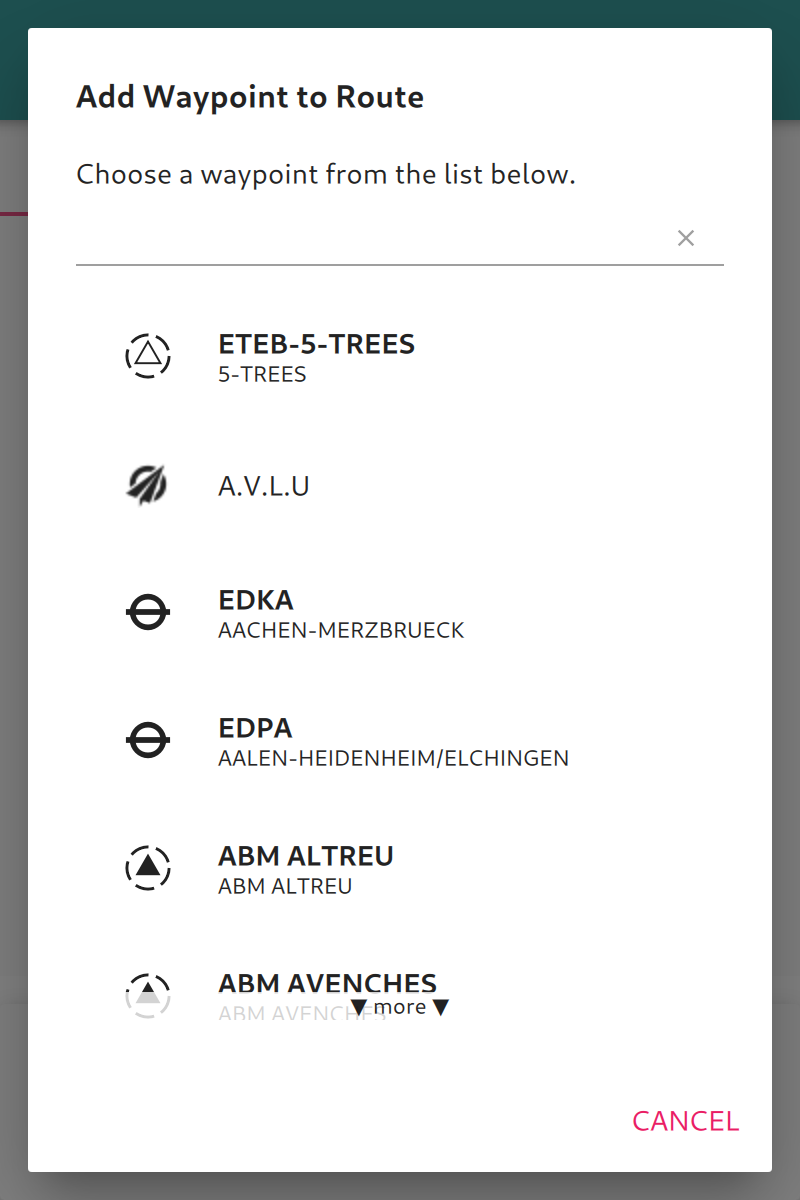 Add Waypoint to Route
Choose a waypoint from the list below.
ETEB-5-TREES
5-TREES
A.V.L.U
EDKA
AACHEN-MERZBRUECK
EDPA
AALEN-HEIDENHEIM/ELCHINGEN
ABM ALTREU
ABM ALTREU
ABM AVENCHES
ABM AVENCHES
▼ more ▼
CANCEL